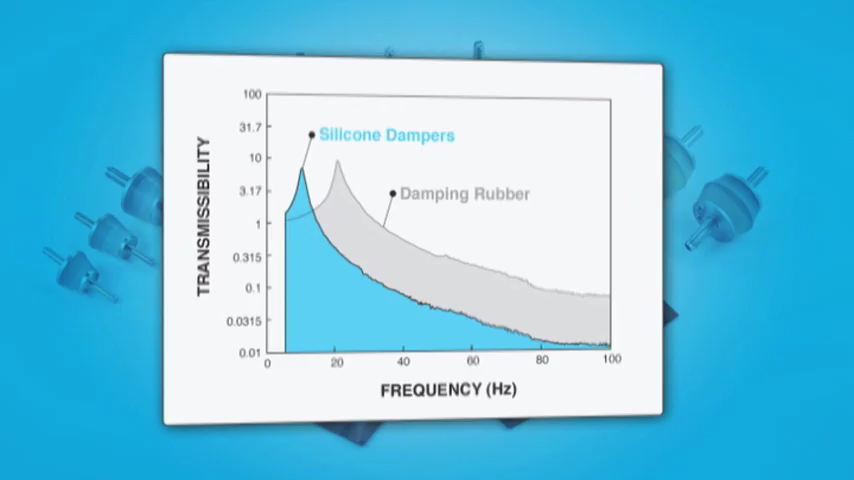 100
31.7
10
3.17
1
0.315
0.1
0.0315
0.01
TRANSMISSIBILITY
Silicone Dampers
Damping Rubber
0 20 40 60 80 100
FREQUENCY (Hz)